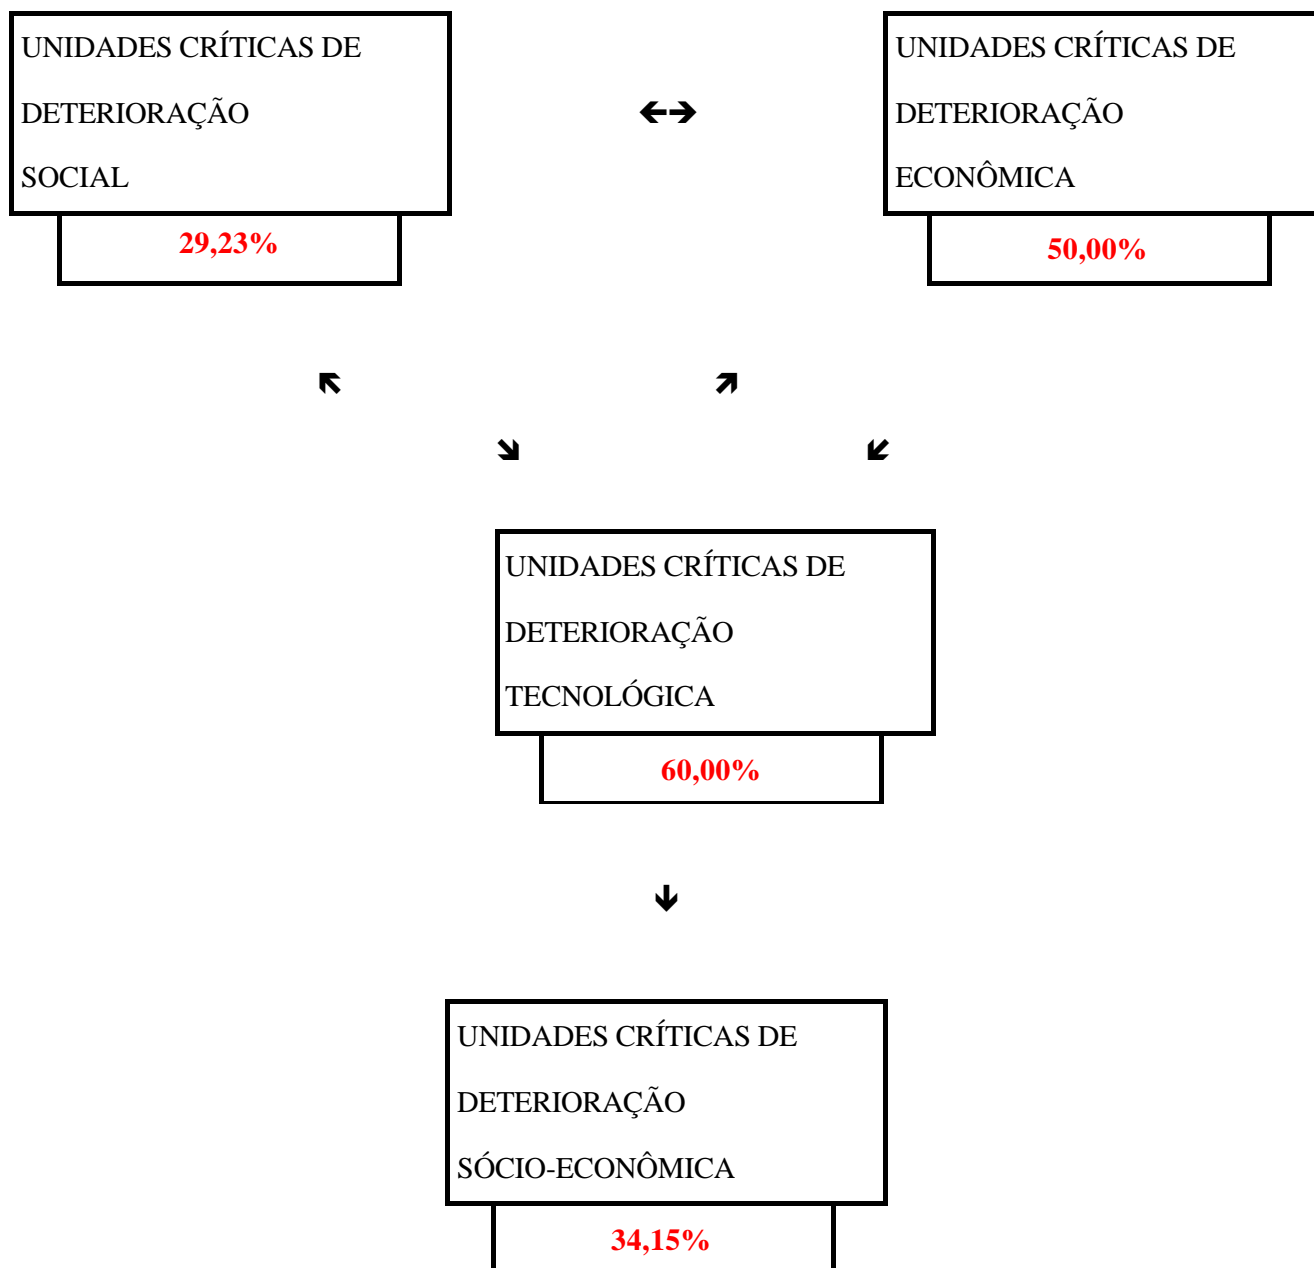 UNIDADES CRÍTICAS DE
DETERIORAÇÃO
SOCIAL
29,23%
UNIDADES CRÍTICAS DE
DETERIORAÇÃO
ECONÔMICA
50,00%
UNIDADES CRÍTICAS DE
DETERIORAÇÃO
TECNOLÓGICA
60,00%
UNIDADES CRÍTICAS DE
DETERIORAÇÃO
SÓCIO-ECONÔMICA
34,15%